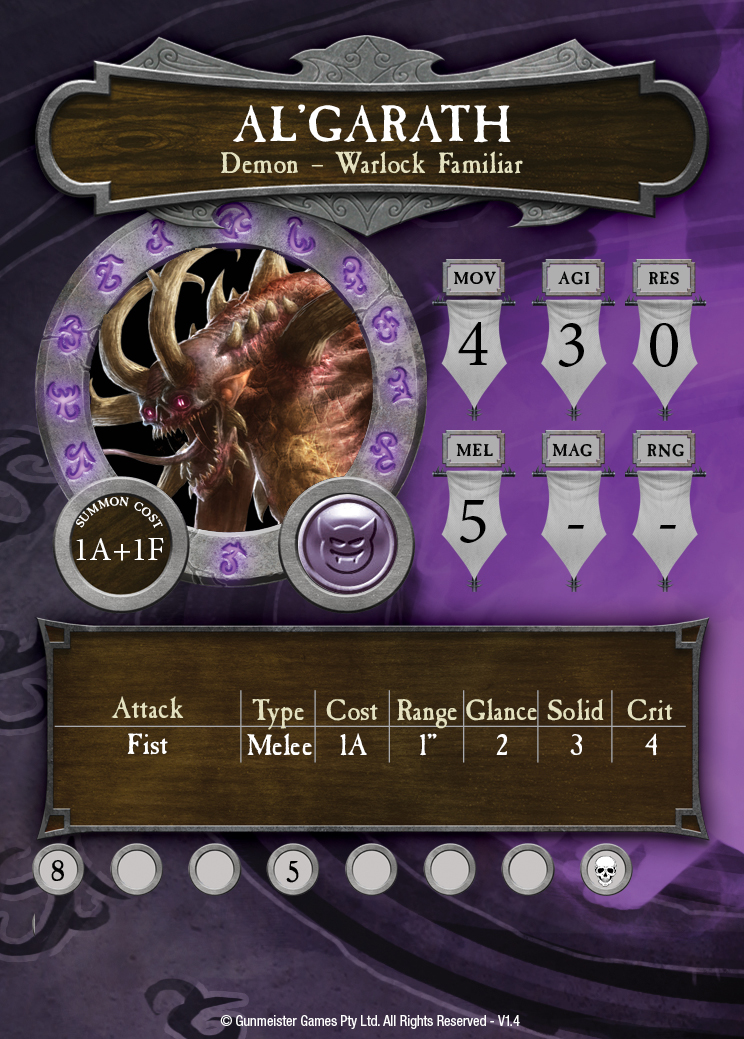 AL'GARATH
Demon – Warlock Familiar
MOV AGI RES
4 3 0
MEL MAG RNG
5 - -
SUMMON COST
1A+1F
Attack Type Cost Range Glance Solid Crit
Fist Melee 1A 1” 2 3 4
8 5
© Gunmeister Games Pty Ltd. All Rights Reserved - V1.4